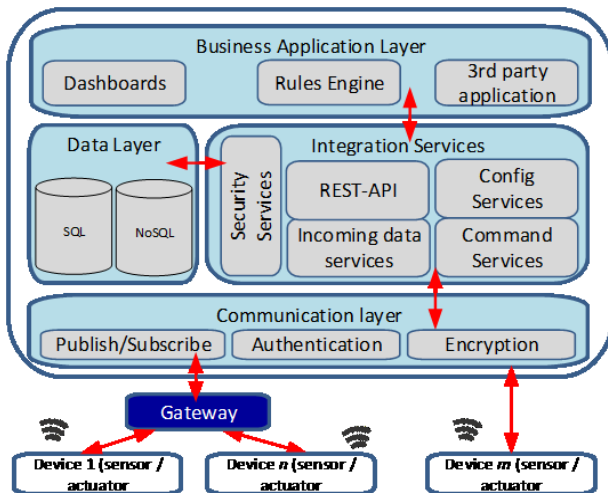 Business Application Layer
Dashboards
Rules Engine
3rd party
application
Data Layer
SQL
NoSQL
Integration Services
Security
Services
REST-API
Config
Services
Incoming data
services
Command
Services
Communication layer
Publish/Subscribe
Authentication
Encryption
Gateway
Device 1 (sensor /
actuator
Device n (sensor /
actuator
Device m (sensor /
actuator